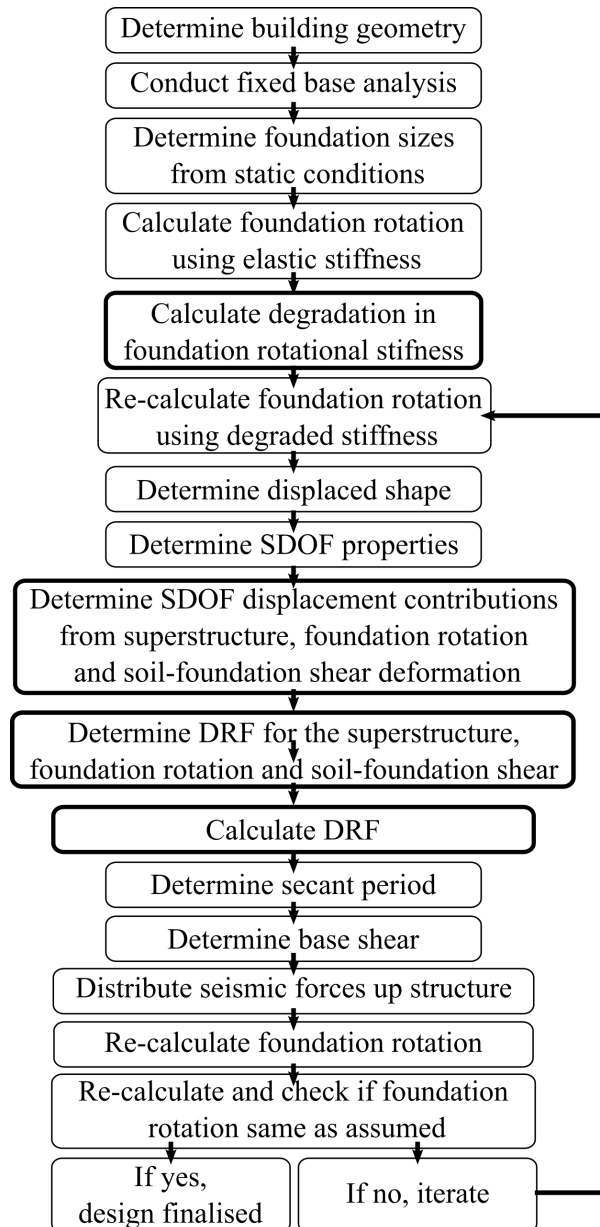 Determine building geometry
Conduct fixed base analysis
Determine foundation sizes
from static conditions
Calculate foundation rotation
using elastic stiffness
Calculate degradation in
foundation rotational stifness
Re-calculate foundation rotation
using degraded stiffness
Determine displaced shape
Determine SDOF properties
Determine SDOF displacement contributions
from superstructure, foundation rotation
and soil-foundation shear deformation
Determine DRF for the superstructure,
foundation rotation and soil-foundation shear
Calculate DRF
Determine secant period
Determine base shear
Distribute seismic forces up structure
Re-calculate foundation rotation
Re-calculate and check if foundation
rotation same as assumed
If yes,
design finalised
If no, iterate